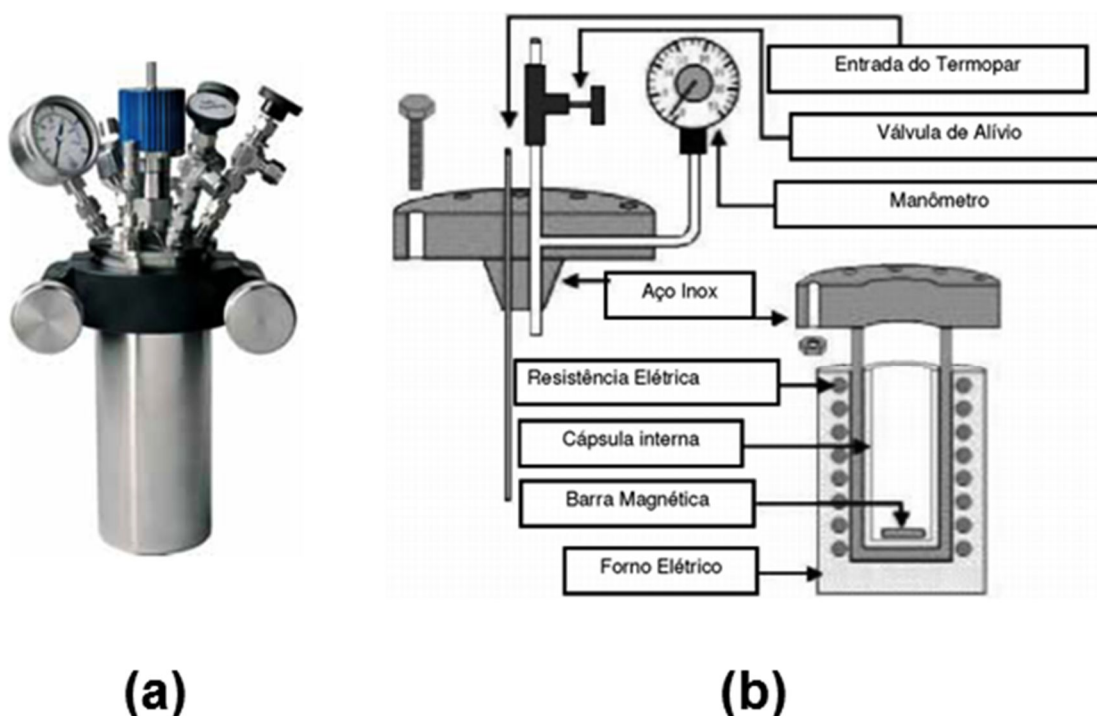 Entrada do Termopar
Válvula de Alívio
Manômetro
Aço Inox
Resistência Elétrica
Cápsula interna
Barra Magnética
Forno Elétrico
(a)
(b)